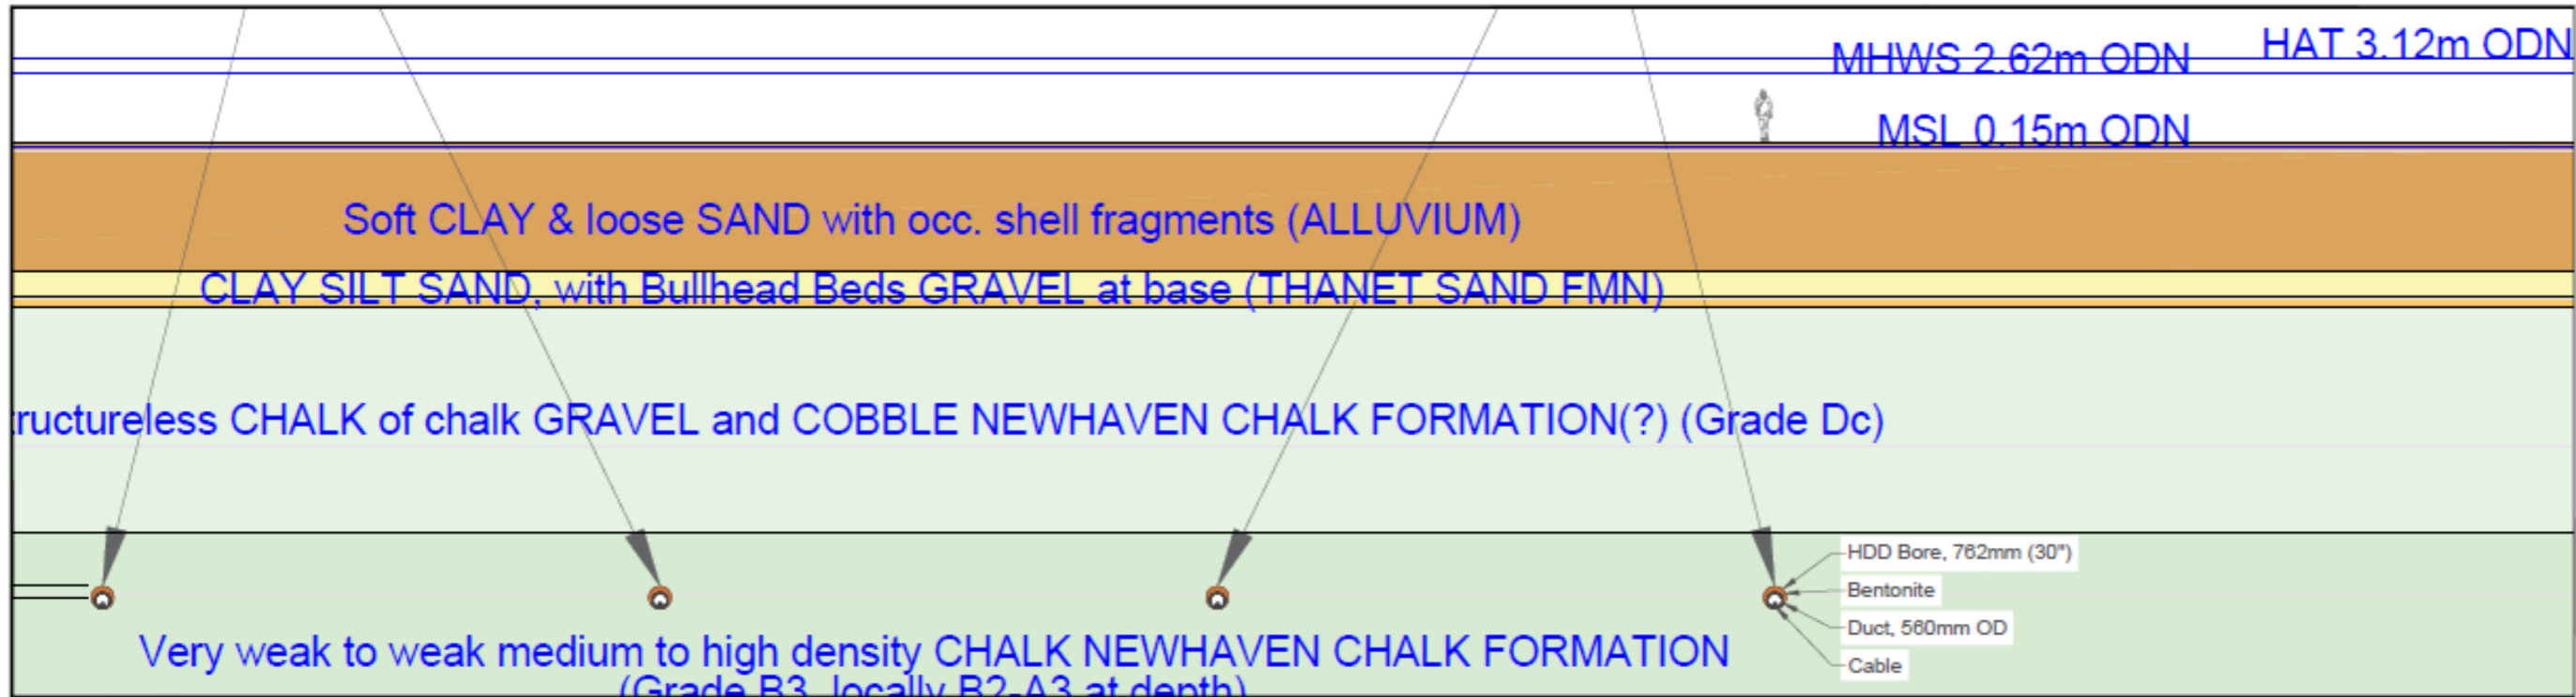 HAT 3.12m ODN
MHWS 2.62m ODN
MSL 0.15m ODN
Soft CLAY & loose SAND with occ. shell fragments (ALLUVIUM)
CLAY SILT SAND, with Bullhead Beds GRAVEL at base (THANET SAND FMN)
ructureless CHALK of chalk GRAVEL and COBBLE NEWHAVEN CHALK FORMATION(?) (Grade Dc)
HDD Bore, 762mm (30")
Bentonite
Duct, 560mm OD
Cable
Very weak to weak medium to high density CHALK NEWHAVEN CHALK FORMATION
(Grade B3, locally B2-A3 at depth)